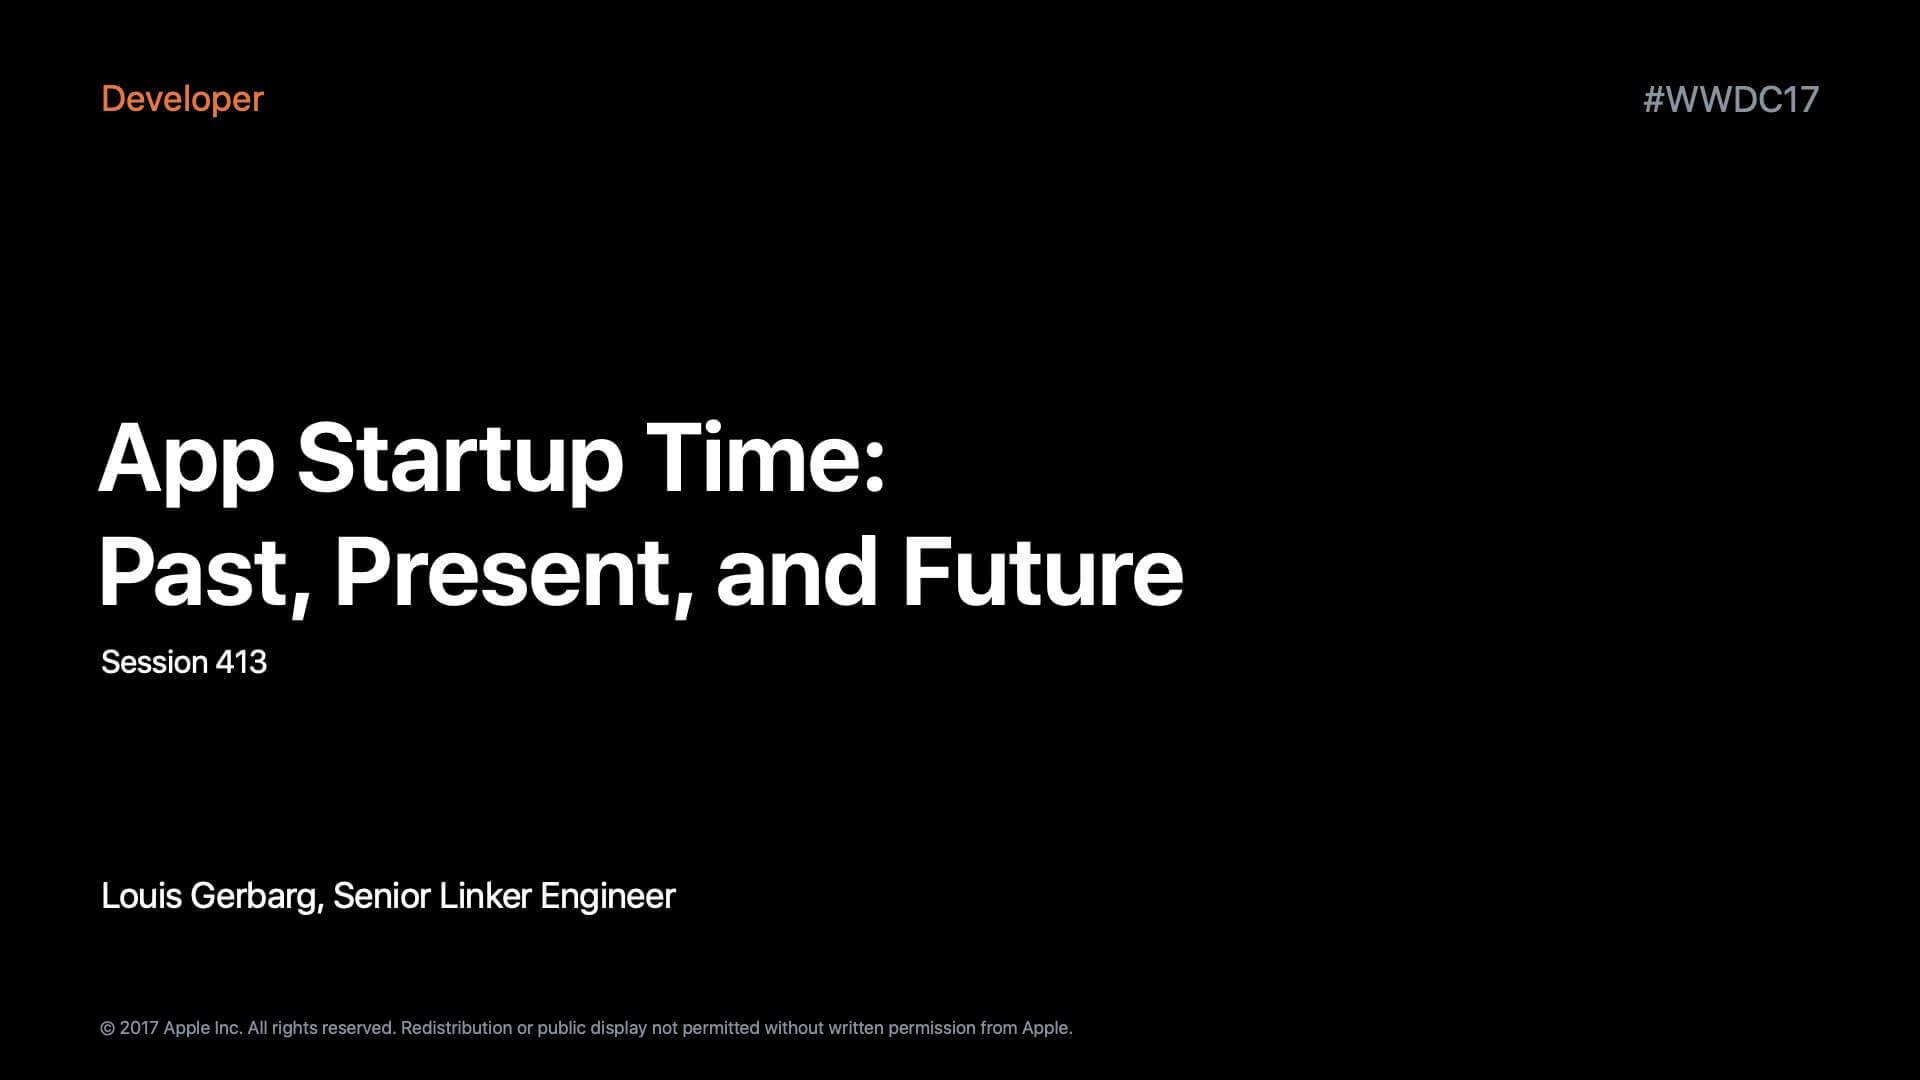 Developer
#WWDC17
App Startup Time:
Past, Present, and Future
Session 413
Louis Gerbarg, Senior Linker Engineer
© 2017 Apple Inc. All rights reserved. Redistribution or public display not permitted without written permission from Apple.